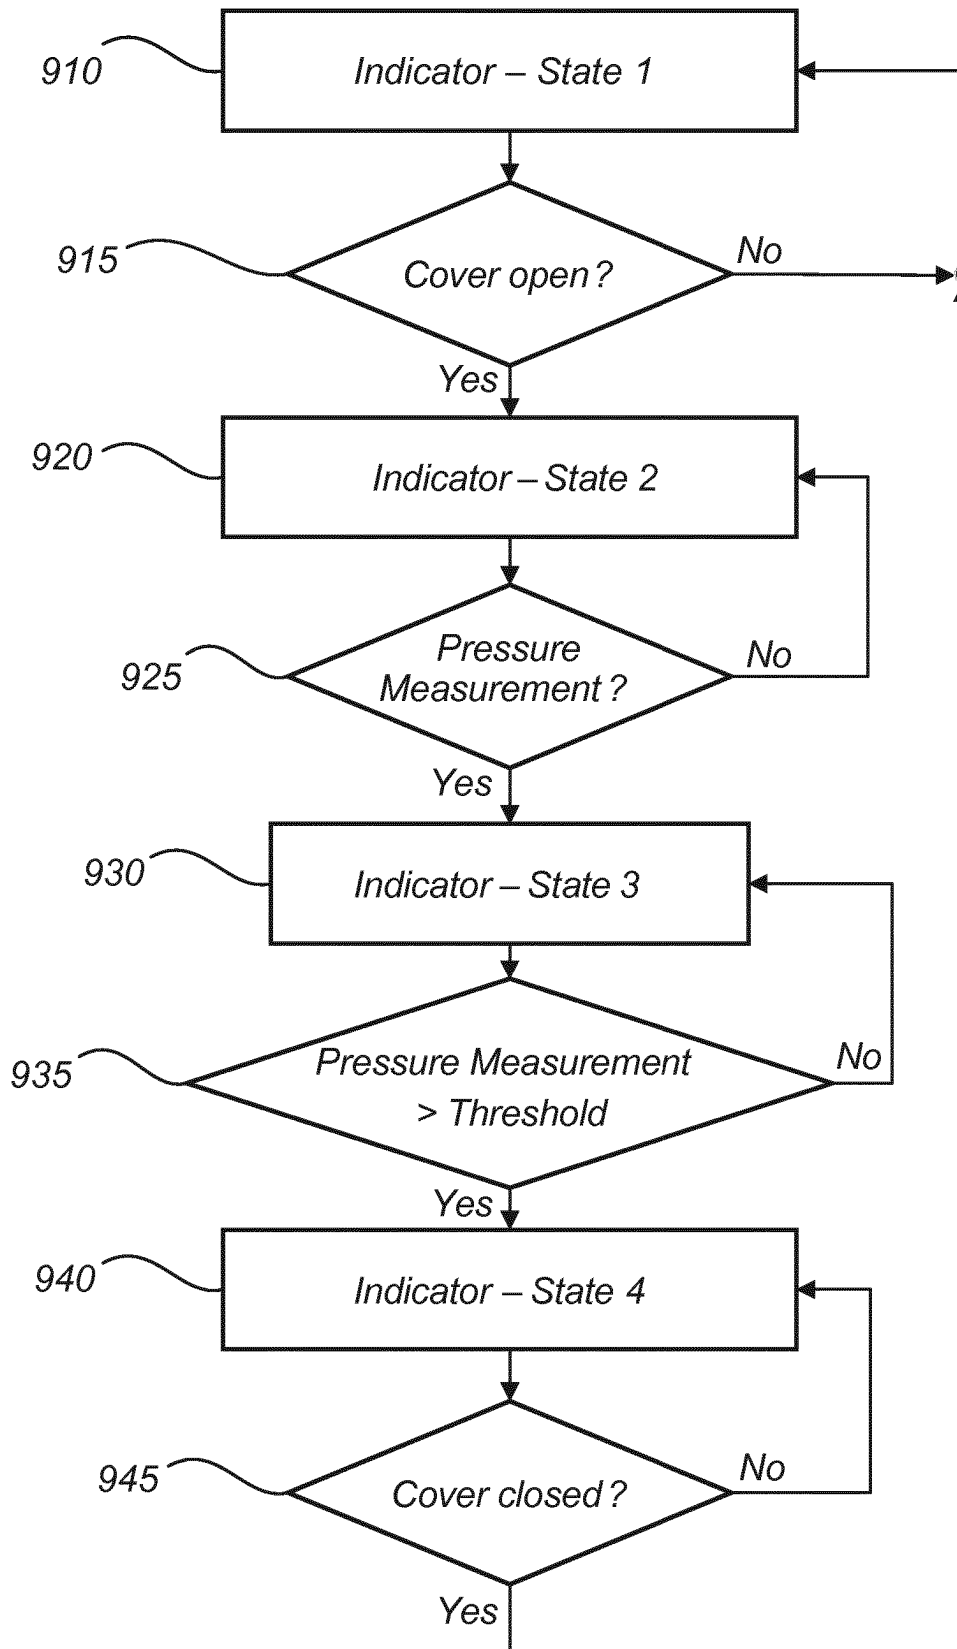 910
Indicator – State 1
915
Cover open?
No
Yes
920
Indicator – State 2
925
Pressure
Measurement?
No
Yes
930
Indicator – State 3
935
Pressure Measurement
> Threshold
No
Yes
940
Indicator – State 4
945
Cover closed?
No
Yes